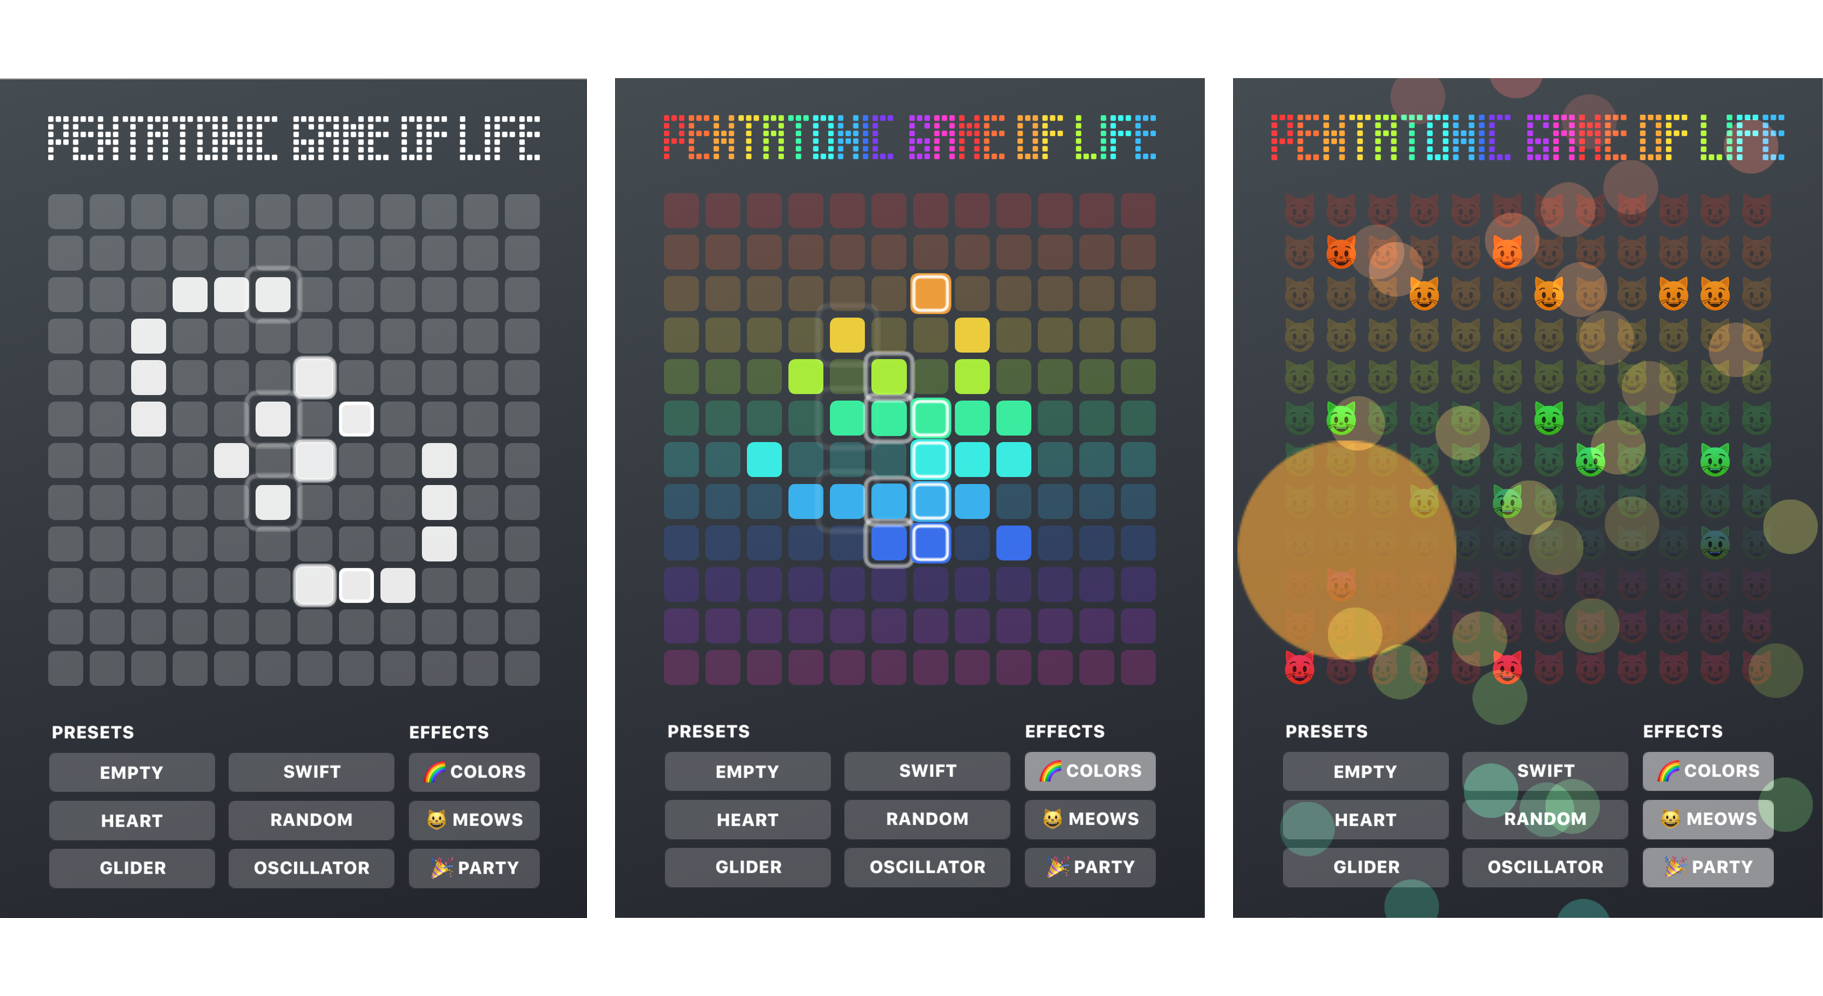 PENTATONIC GAME OF LIFE
PRESETS
EFFECTS
EMPTY
SWIFT
COLORS
HEART
RANDOM
MEOWS
GLIDER
OSCILLATOR
PARTY
PENTATONIC GAME OF LIFE
PRESETS
EFFECTS
EMPTY
SWIFT
COLORS
HEART
RANDOM
MEOWS
GLIDER
OSCILLATOR
PARTY
PENTATONIC GAME OF LIFE
PRESETS
EFFECTS
EMPTY
SWIFT
COLORS
HEART
RANDOM
MEOWS
GLIDER
OSCILLATOR
PARTY